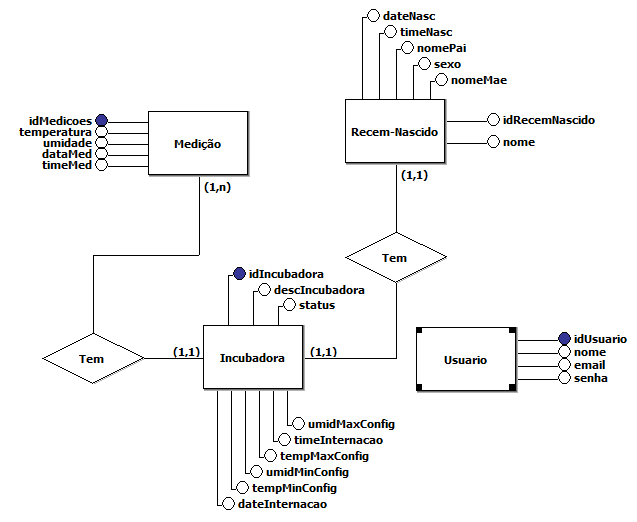 dateNasc
timeNasc
nomePai
sexo
nomeMae
Recem-Nascido
idRecemNascido
nome
(1,1)
idMedicoes
temperatura
umidade
dataMed
timeMed
Medição
(1,n)
Tem
Tem
idIncubadora
descIncubadora
status
(1,1)
Incubadora
(1,1)
Usuario
idUsuario
nome
email
senha
umidMaxConfig
timeInternacao
tempMaxConfig
umidMinConfig
tempMinConfig
dateInternacao